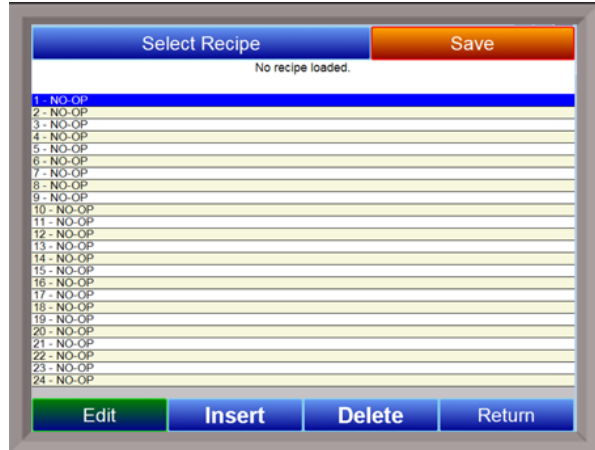 Select Recipe Save
No recipe loaded.
1 - NO-OP
2 - NO-OP
3 - NO-OP
4 - NO-OP
5 - NO-OP
6 - NO-OP
7 - NO-OP
8 - NO-OP
9 - NO-OP
10 - NO-OP
11 - NO-OP
12 - NO-OP
13 - NO-OP
14 - NO-OP
15 - NO-OP
16 - NO-OP
17 - NO-OP
18 - NO-OP
19 - NO-OP
20 - NO-OP
21 - NO-OP
22 - NO-OP
23 - NO-OP
24 - NO-OP
Edit Insert Delete Return